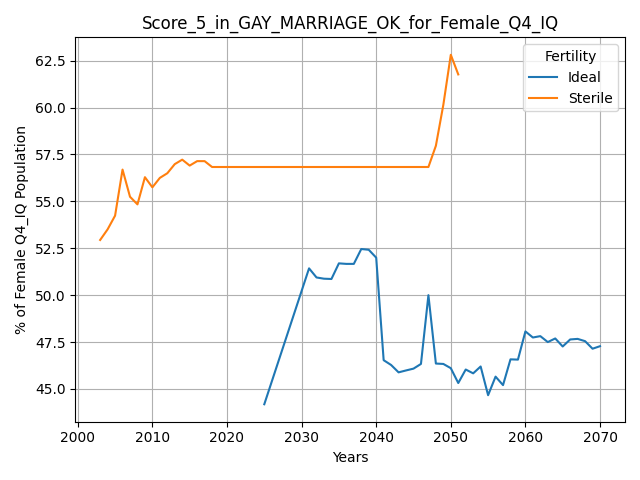 Score_5_in_GAY_MARRIAGE_OK_for_Female_Q4_IQ
% of Female Q4_IQ Population
62.5
60.0
57.5
55.0
52.5
50.0
47.5
45.0
Fertility
Ideal
Sterile
2000 2010 2020 2030 2040 2050 2060 2070
Years